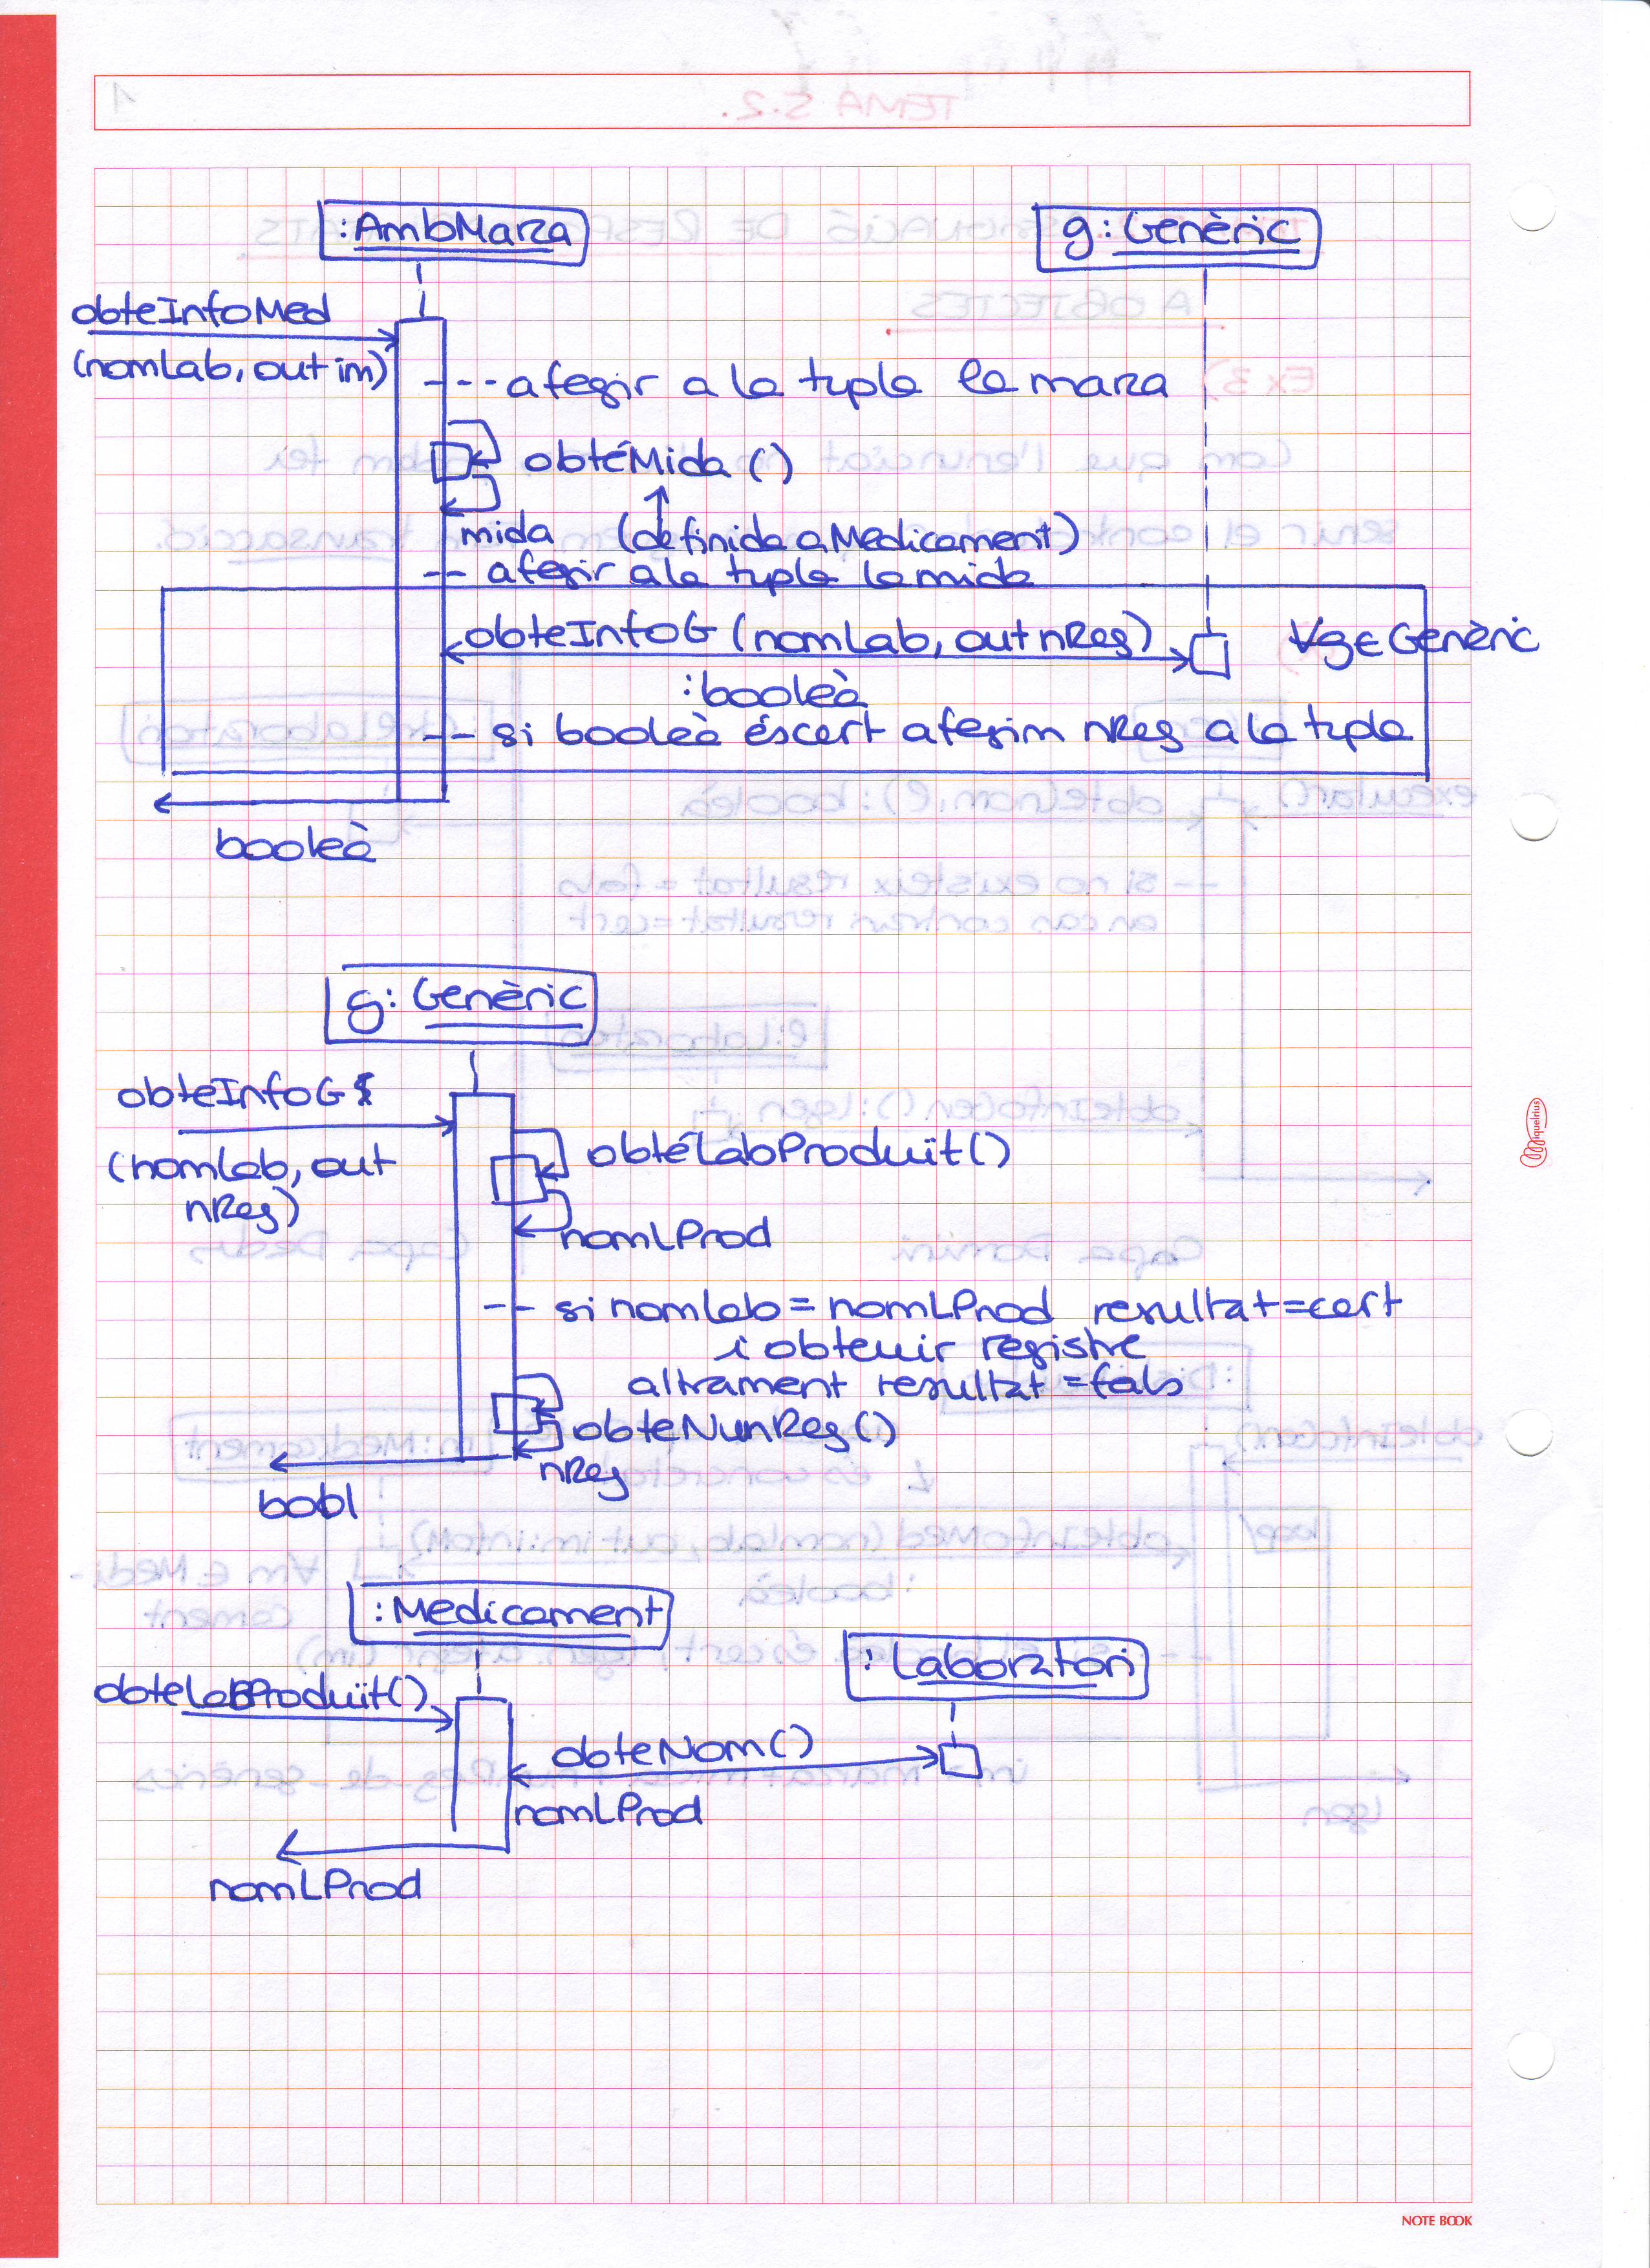 :AmbMarca
g: Genèric
obteInfoMed
(nomLab, out im)
--- afegir a la tupla la marca
obtéMida ()
mida (definida a Medicament)
-- afegir a la tupla la mida
obteInfoG (nomLab, out nReg)
∀g∈Genèric
:booleà
-- si booleà és cert afegim nReg a la tupla
booleà
g: Genèric
obteInfoG
(nomLab, out
nReg)
obtéLabProduït()
nomLProd
-- si nomLab = nomLProd resultat=cert
i obtenir registre
altrament resultat = fals
obteNumReg()
nReg
bool
:Medicament
:Laboratori
obteLabProduït()
obteNom()
nomLProd
nomLProd
miquelrius
NOTE BOOK